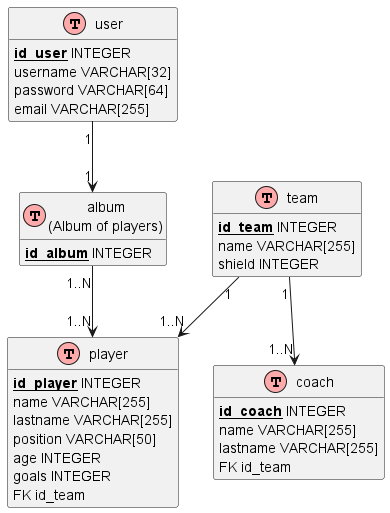 T user
id_user INTEGER
username VARCHAR[32]
password VARCHAR[64]
email VARCHAR[255]
1
1
T album
(Album of players)
id_album INTEGER
T team
id_team INTEGER
name VARCHAR[255]
shield INTEGER
1..N
1..N
1
1..N
1
1..N
T player
id_player INTEGER
name VARCHAR[255]
lastname VARCHAR[255]
position VARCHAR[50]
age INTEGER
goals INTEGER
FK id_team
T coach
id_coach INTEGER
name VARCHAR[255]
lastname VARCHAR[255]
FK id_team